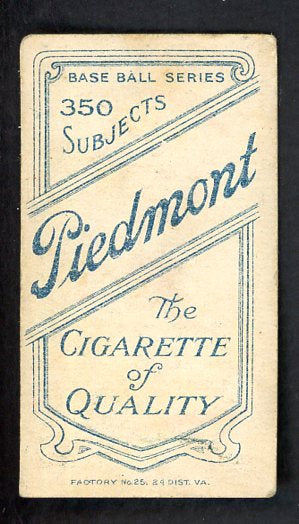 BASE BALL SERIES
350
SUBJECTS
Piedmont
The
CIGARETTE
of
QUALITY
FACTORY No. 25. 2d DIST. VA.